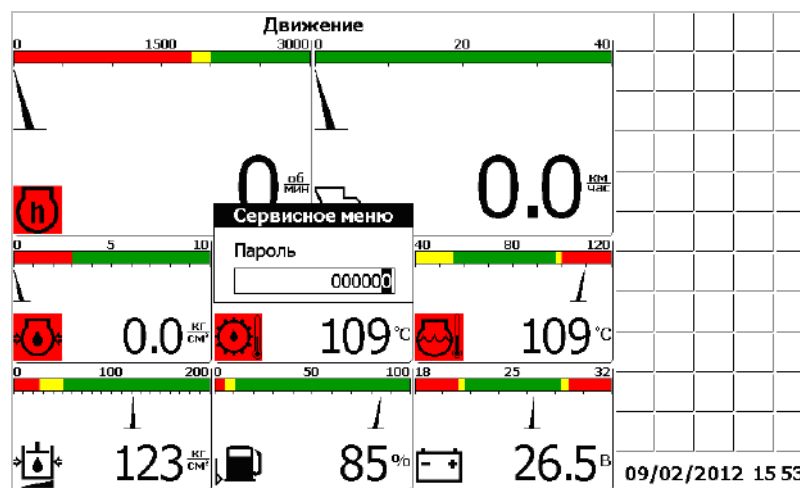 Движение
0 1500 3000 0 20 40
0 об/мин 0.0 км/час
h
Сервисное меню
0 5 10 40 80 120
Пароль
000000
0.0 кг/см² 109 °C 109 °C
0 100 200 0 50 100 18 25 32
123 кг/см² 85 % 26.5 В
09/02/2012 15 53